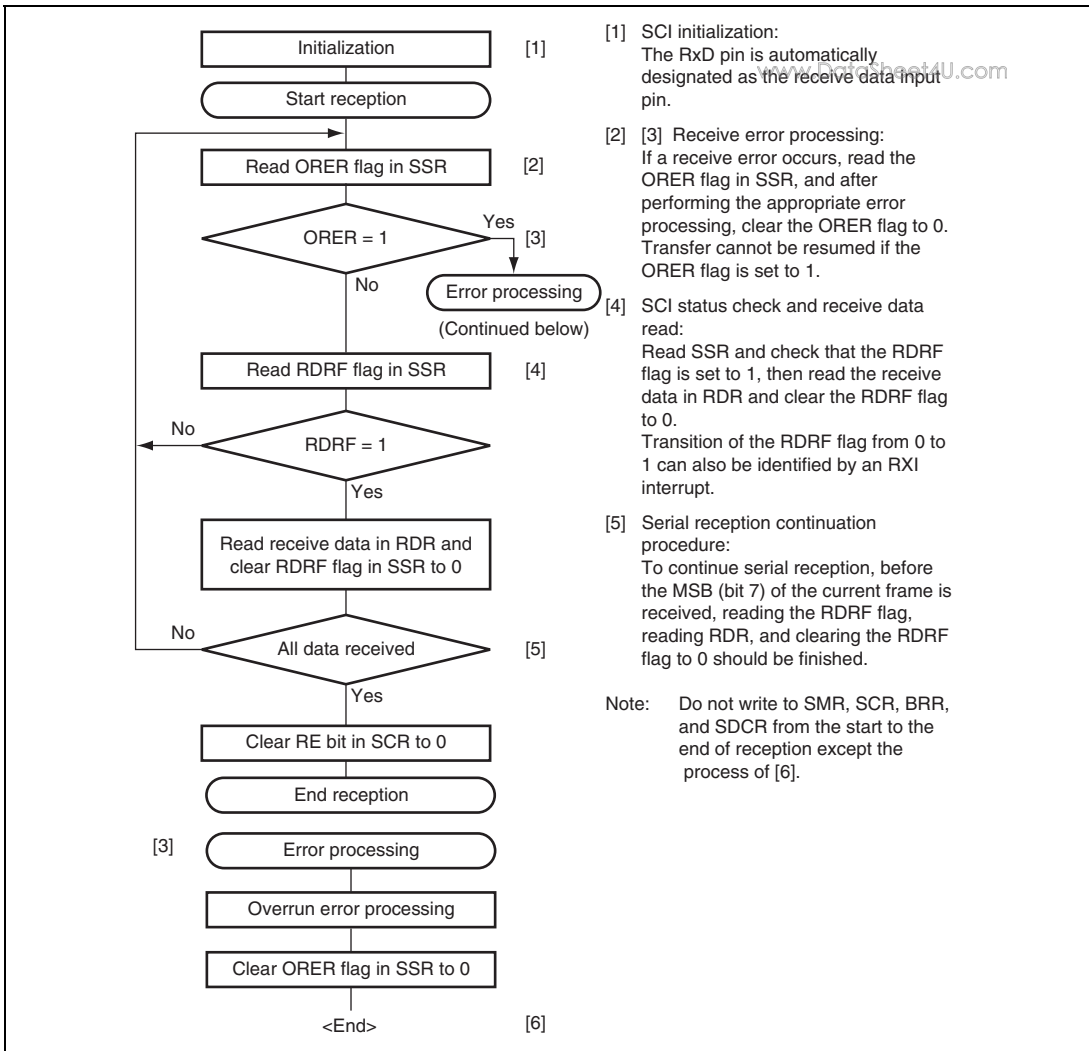 Initialization [1]
Start reception
Read ORER flag in SSR [2]
ORER = 1
Yes
[3]
No
Error processing
(Continued below)
Read RDRF flag in SSR [4]
No
RDRF = 1
Yes
Read receive data in RDR and
clear RDRF flag in SSR to 0
No
All data received [5]
Yes
Clear RE bit in SCR to 0
End reception
[3] Error processing
Overrun error processing
Clear ORER flag in SSR to 0
<End> [6]
[1] SCI initialization:
The RxD pin is automatically
designated as the receive data input
pin.
www.DataSheet4U.com
[2] [3] Receive error processing:
If a receive error occurs, read the
ORER flag in SSR, and after
performing the appropriate error
processing, clear the ORER flag to 0.
Transfer cannot be resumed if the
ORER flag is set to 1.
[4] SCI status check and receive data
read:
Read SSR and check that the RDRF
flag is set to 1, then read the receive
data in RDR and clear the RDRF flag
to 0.
Transition of the RDRF flag from 0 to
1 can also be identified by an RXI
interrupt.
[5] Serial reception continuation
procedure:
To continue serial reception, before
the MSB (bit 7) of the current frame is
received, reading the RDRF flag,
reading RDR, and clearing the RDRF
flag to 0 should be finished.
Note: Do not write to SMR, SCR, BRR,
and SDCR from the start to the
end of reception except the
process of [6].